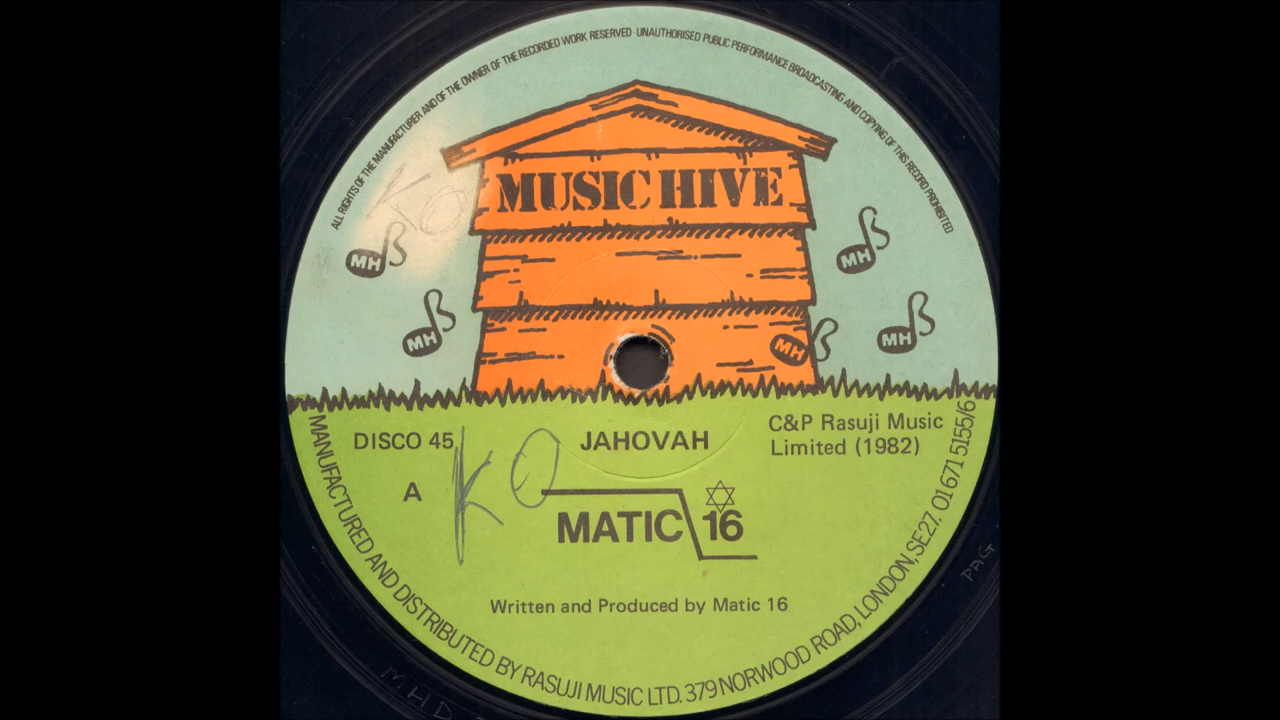 ALL RIGHTS OF THE MANUFACTURER AND OF THE OWNER OF THE RECORDED WORK RESERVED · UNAUTHORISED PUBLIC PERFORMANCE BROADCASTING AND COPYING OF THIS RECORD PROHIBITED
KO
MUSIC HIVE
MH
MH
MH
MH
MH
DISCO 45
JAHOVAH
C&P Rasuji Music
Limited (1982)
A
KO
MATIC 16
Written and Produced by Matic 16
MANUFACTURED AND DISTRIBUTED BY RASUJI MUSIC LTD. 379 NORWOOD ROAD, LONDON, SE27. 01 671 5155/6
PAG
MHD